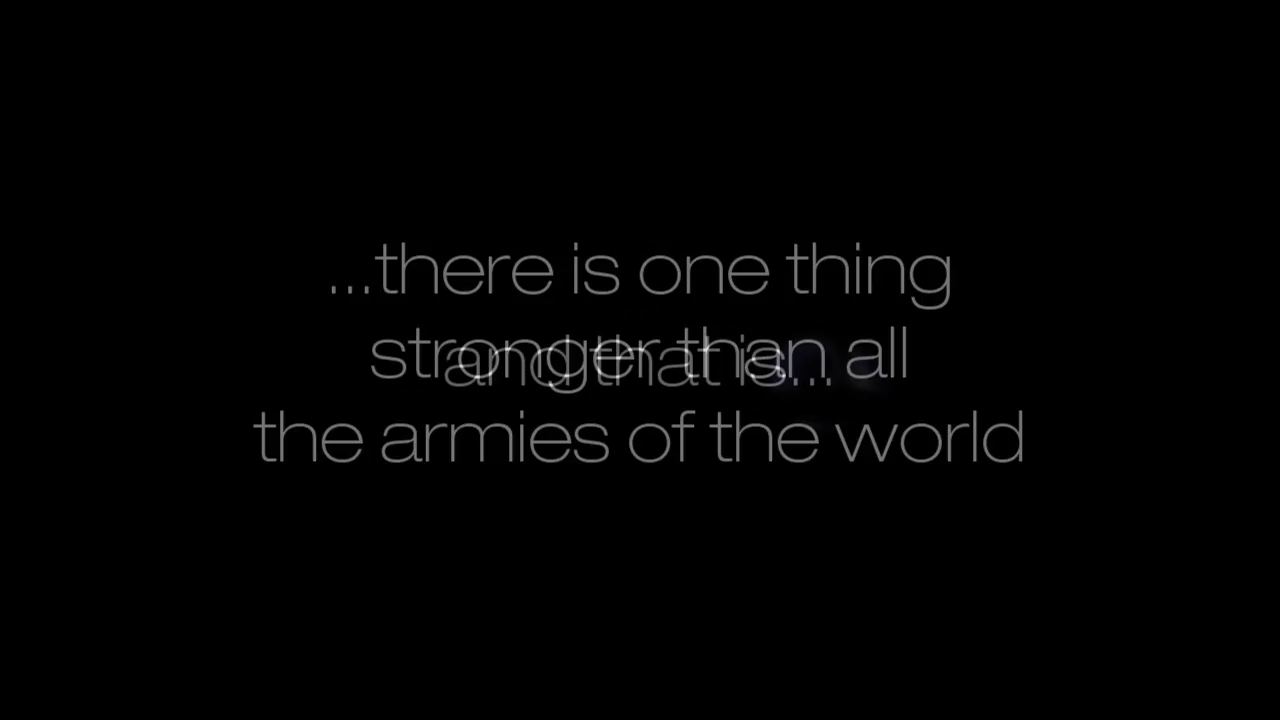 ...there is one thing
stronger than all
and that is...
the armies of the world